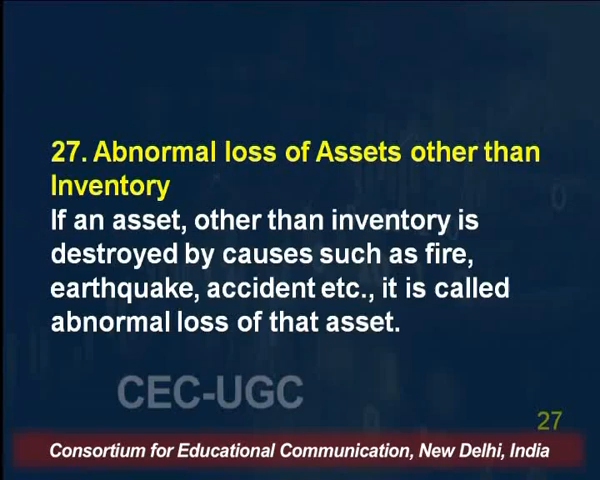 27. Abnormal loss of Assets other than
Inventory
If an asset, other than inventory is
destroyed by causes such as fire,
earthquake, accident etc., it is called
abnormal loss of that asset.
CEC-UGC
27
Consortium for Educational Communication, New Delhi, India